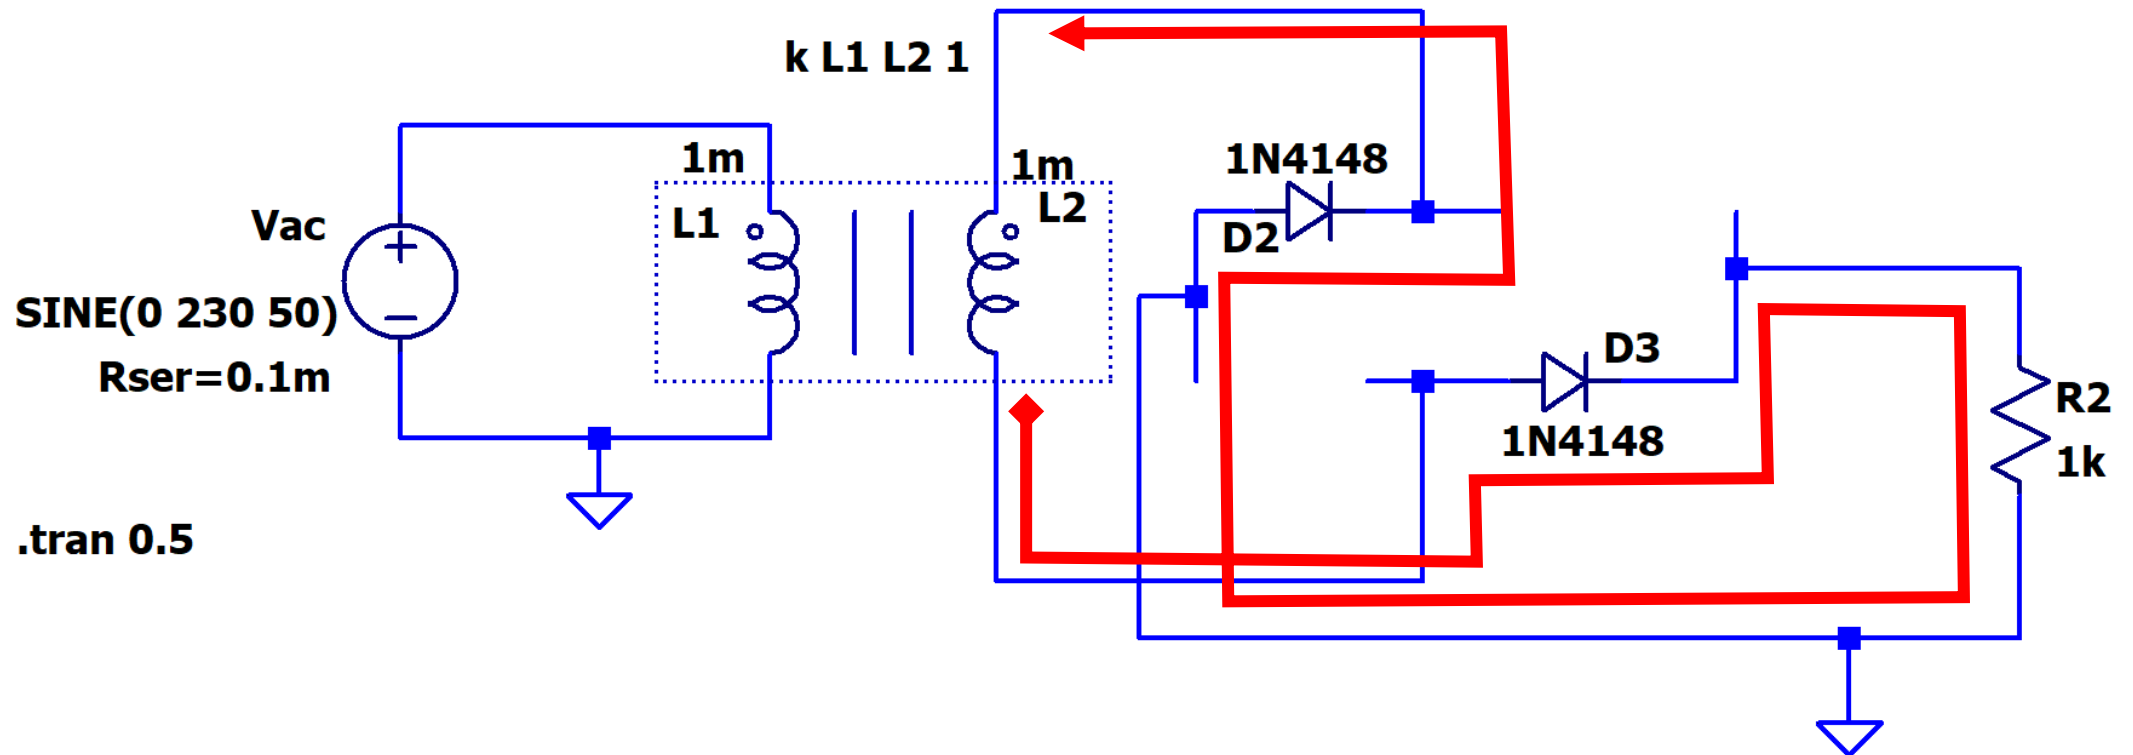 k L1 L2 1
1m
1m
1N4148
L2
Vac
L1
D2
SINE(0 230 50)
D3
Rser=0.1m
R2
1N4148
1k
.tran 0.5